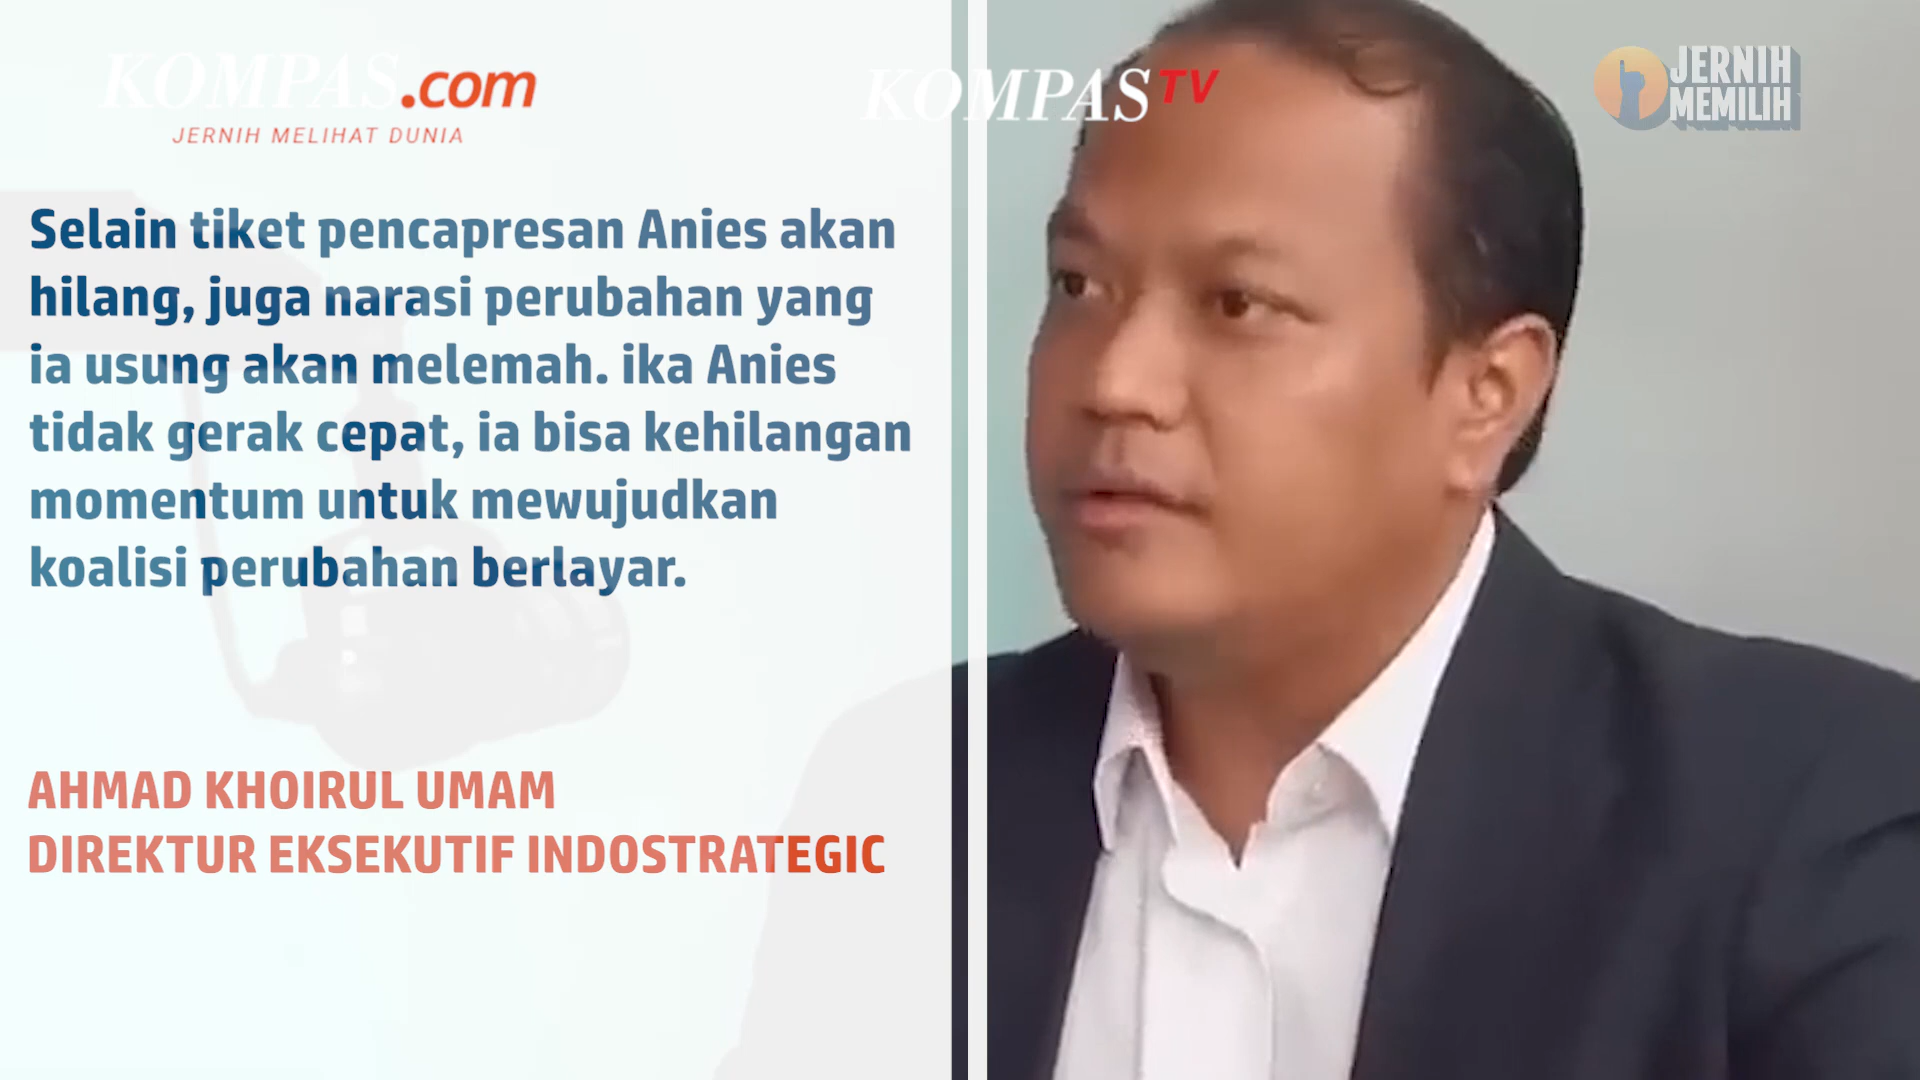 KOMPAS.com
JERNIH MELIHAT DUNIA
KOMPAS TV
JERNIH
MEMILIH
Selain tiket pencapresan Anies akan
hilang, juga narasi perubahan yang
ia usung akan melemah. ika Anies
tidak gerak cepat, ia bisa kehilangan
momentum untuk mewujudkan
koalisi perubahan berlayar.
AHMAD KHOIRUL UMAM
DIREKTUR EKSEKUTIF INDOSTRATEGIC